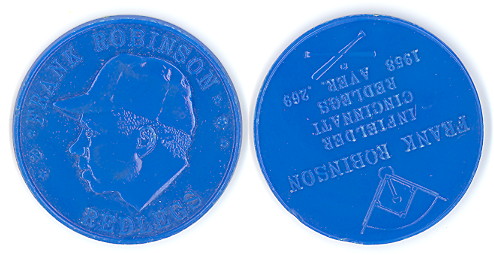 FRANK ROBINSON
REDLEGS
FRANK ROBINSON
INFIELDER
CINCINNATI
REDLEGS
1958 AVER. .269